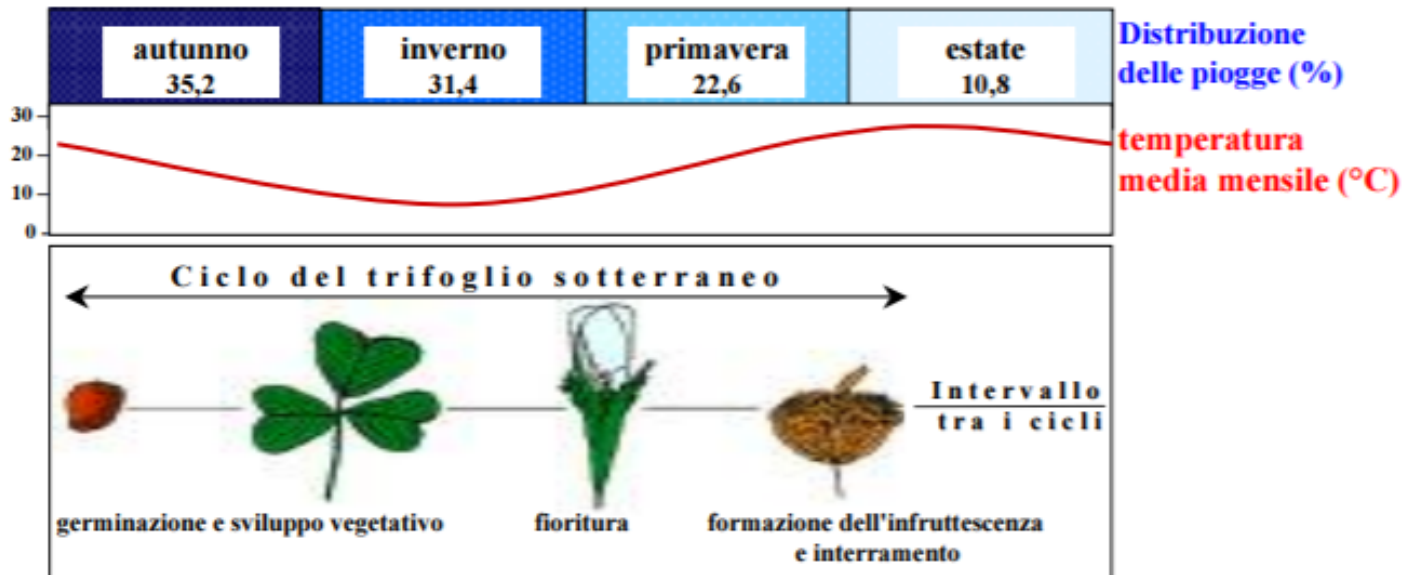 autunno
35,2
inverno
31,4
primavera
22,6
estate
10,8
Distribuzione
delle piogge (%)
30
20
10
0
temperatura
media mensile (°C)
Ciclo del trifoglio sotterraneo
Intervallo
tra i cicli
germinazione e sviluppo vegetativo
fioritura
formazione dell'infruttescenza
e interramento